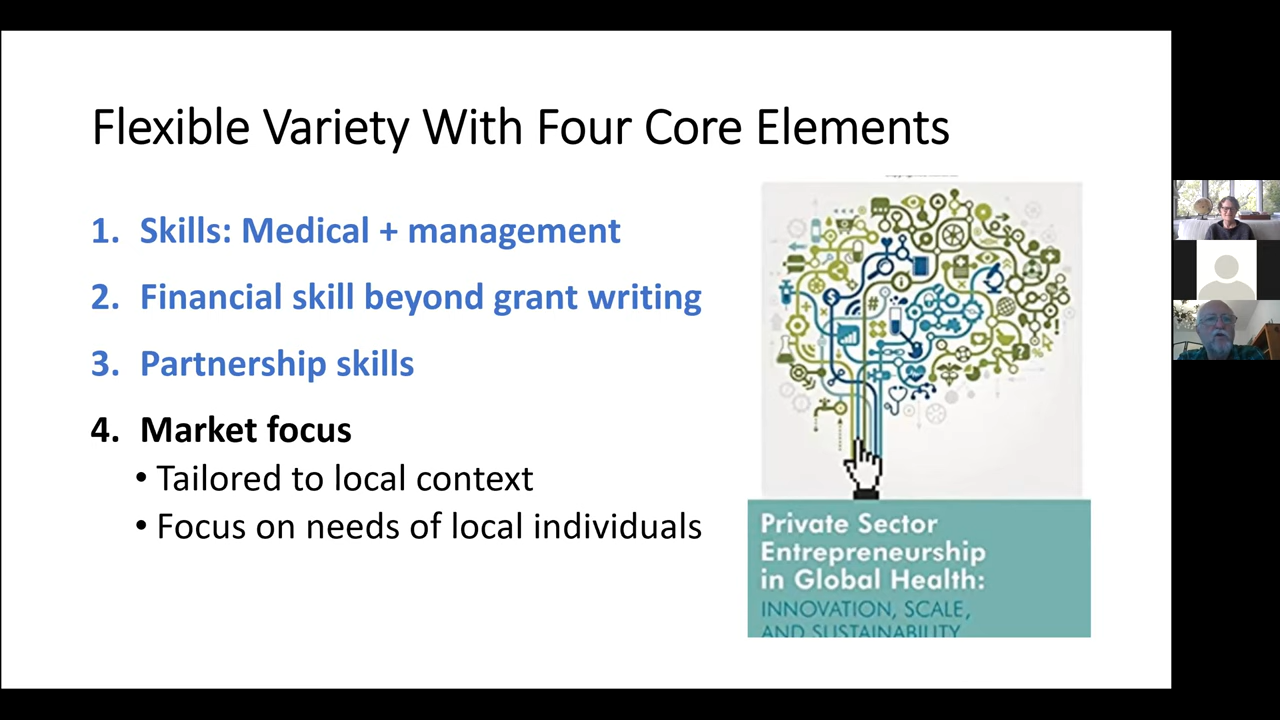 Flexible Variety With Four Core Elements
1. Skills: Medical + management
2. Financial skill beyond grant writing
3. Partnership skills
4. Market focus
• Tailored to local context
• Focus on needs of local individuals
Private Sector
Entrepreneurship
in Global Health:
INNOVATION, SCALE,
AND SUSTAINABILITY